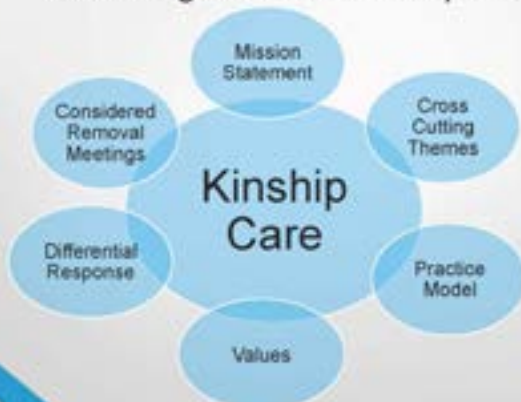 Mission
Statement
Considered
Removal
Meetings
Cross
Cutting
Themes
Kinship
Care
Differential
Response
Practice
Model
Values